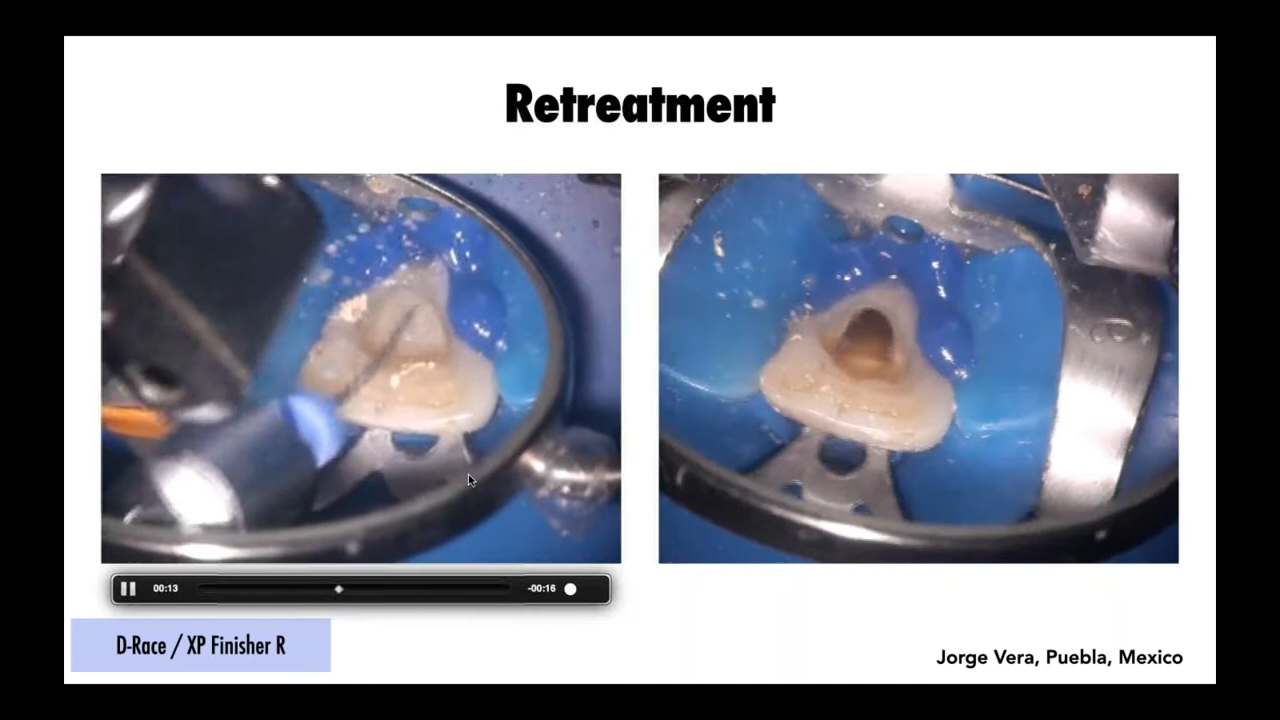 Retreatment
00:13
-00:16
D-Race / XP Finisher R
Jorge Vera, Puebla, Mexico